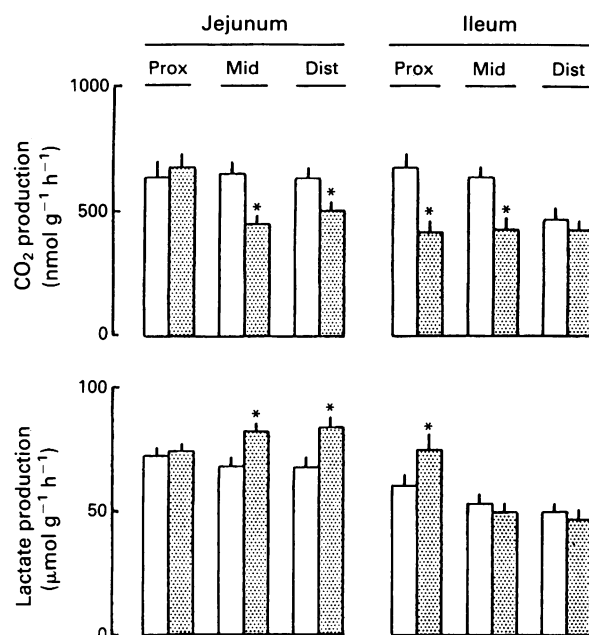 Jejunum Ileum
Prox Mid Dist Prox Mid Dist
1000
500
0
CO₂ production
(nmol g⁻¹ h⁻¹)
* * * *
100
50
0
Lactate production
(μmol g⁻¹ h⁻¹)
* * *